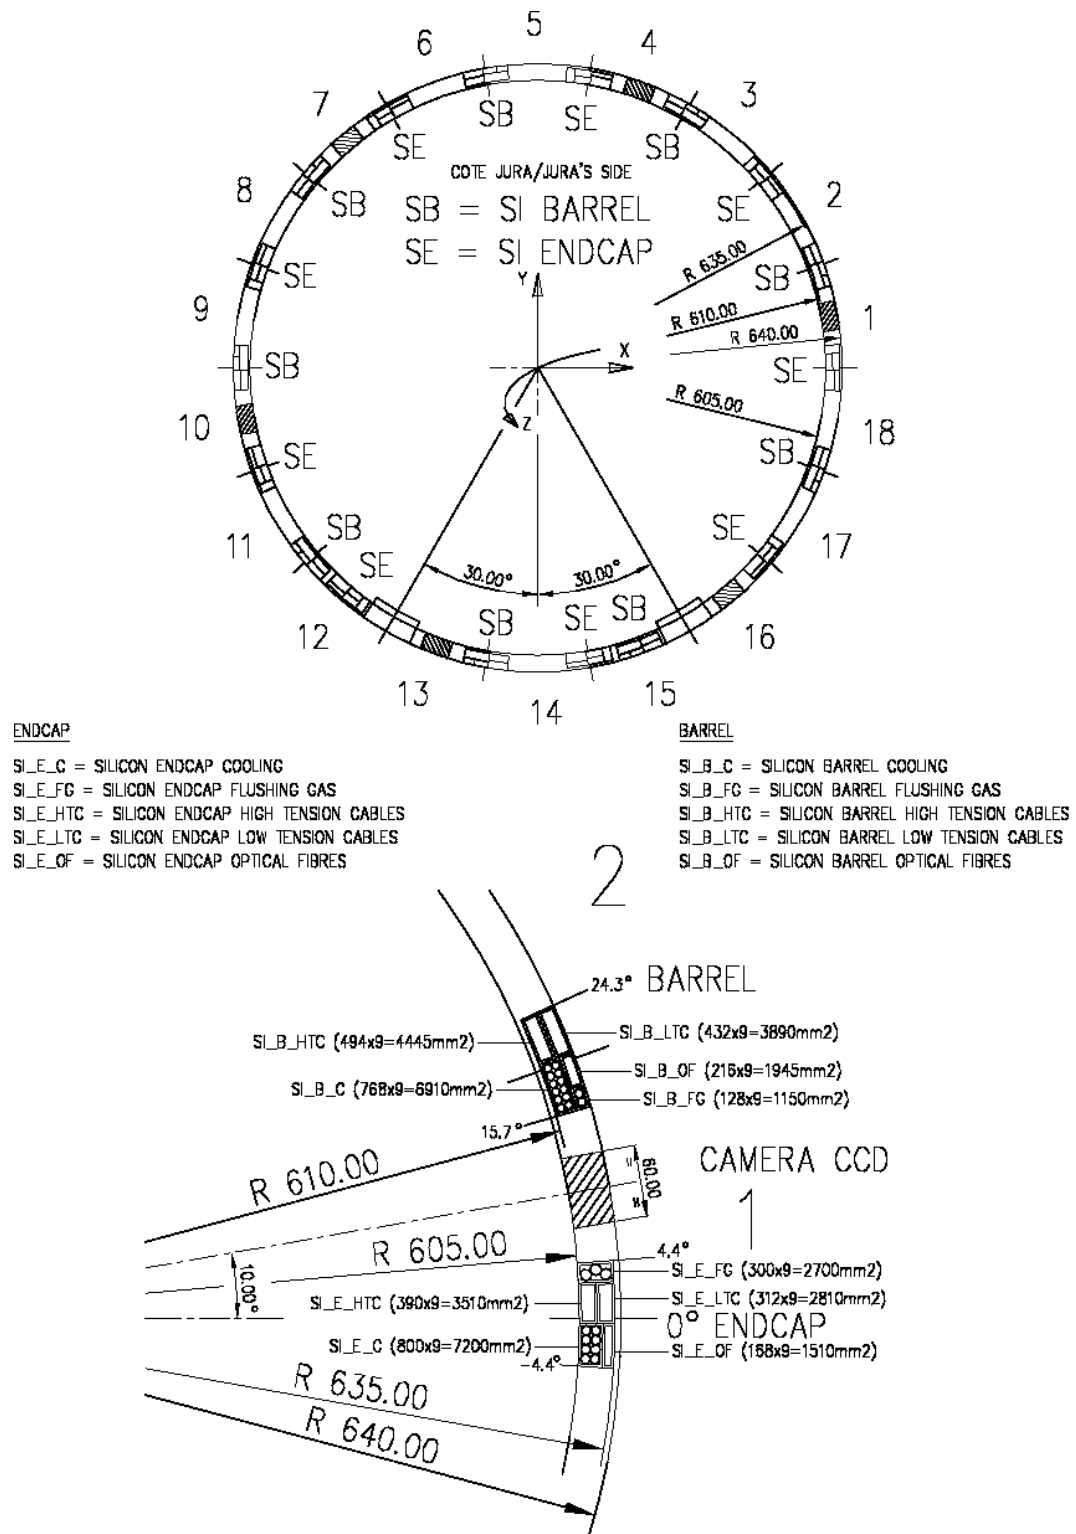 5
6
4
7
3
SB
SE
SE
SB
COTE JURA/JURA'S SIDE
8
SB
SB = SI BARREL
SE
2
SE = SI ENDCAP
SE
SB
R 635.00
Y
9
R 610.00
1
R 640.00
X
SB
SE
R 605.00
10
Z
18
SE
SB
11
SB
SE
17
SE
30.00°
30.00°
12
SB
SE
SB
16
13
15
14
ENDCAP
SI_E_C = SILICON ENDCAP COOLING
SI_E_FG = SILICON ENDCAP FLUSHING GAS
SI_E_HTC = SILICON ENDCAP HIGH TENSION CABLES
SI_E_LTC = SILICON ENDCAP LOW TENSION CABLES
SI_E_OF = SILICON ENDCAP OPTICAL FIBRES
BARREL
SI_B_C = SILICON BARREL COOLING
SI_B_FG = SILICON BARREL FLUSHING GAS
SI_B_HTC = SILICON BARREL HIGH TENSION CABLES
SI_B_LTC = SILICON BARREL LOW TENSION CABLES
SI_B_OF = SILICON BARREL OPTICAL FIBRES
2
24.3° BARREL
SI_B_HTC (494x9=4445mm2)
SI_B_LTC (432x9=3890mm2)
SI_B_OF (216x9=1945mm2)
SI_B_C (768x9=6910mm2)
SI_B_FG (128x9=1150mm2)
15.7°
R 610.00
60.00
CAMERA CCD
1
R 605.00
4.4°
10.00°
SI_E_FG (300x9=2700mm2)
SI_E_HTC (390x9=3510mm2)
SI_E_LTC (312x9=2810mm2)
0° ENDCAP
SI_E_C (800x9=7200mm2)
SI_E_OF (168x9=1510mm2)
-4.4°
R 635.00
R 640.00